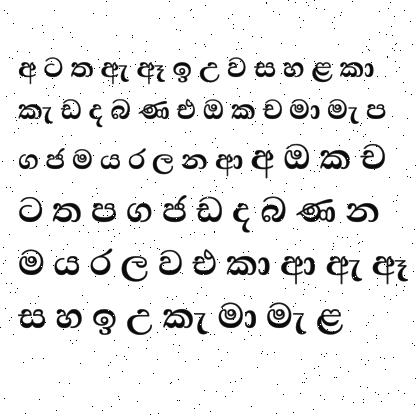 අ ට ත ඇ ඈ ඉ උ ව ස හ ළ කා
කැ ඩ ද බ ණ එ ඔ ක ච මා මැ ප
ග ජ ම ය ර ල න ආ අ ඔ ක ච
ට ත ප ග ජ ඩ ද බ ණ න
ම ය ර ල ව එ කා ආ ඇ ඈ
ස හ ඉ උ කැ මා මැ ළ